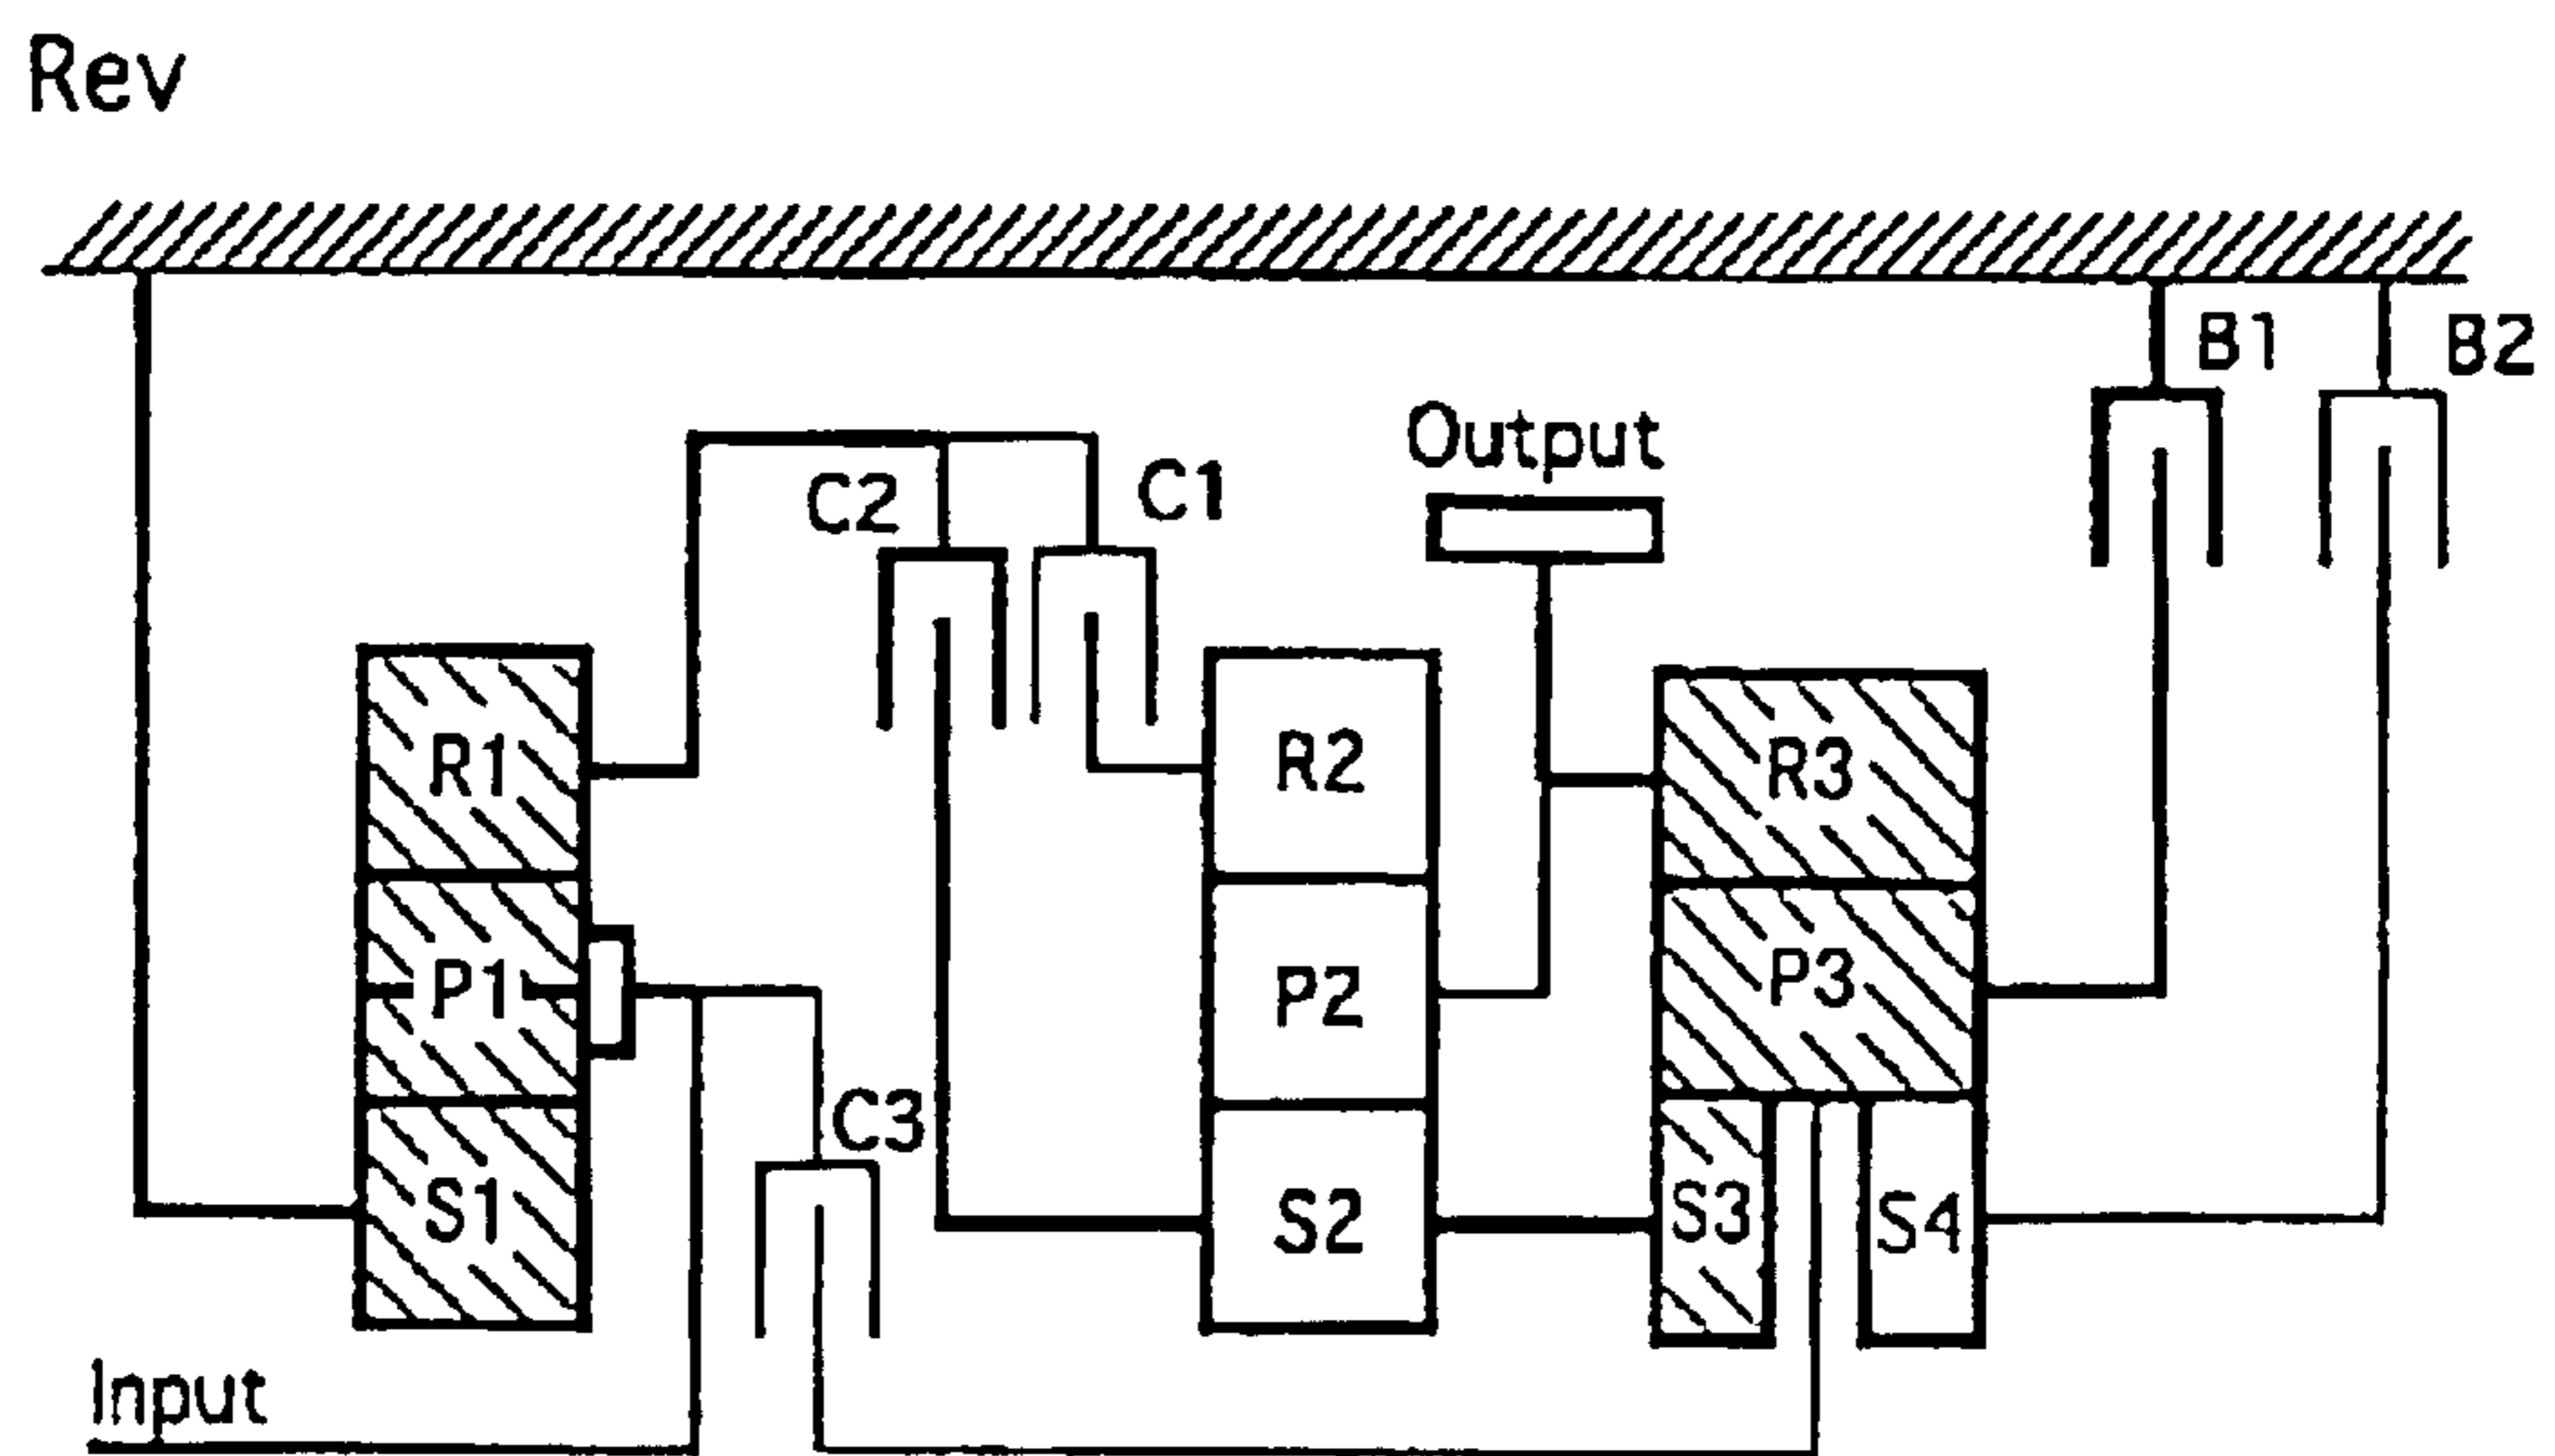 Rev
B1
B2
Output
C2
C1
R1
R2
R3
P1
P2
P3
C3
S1
S2
S3
S4
Input